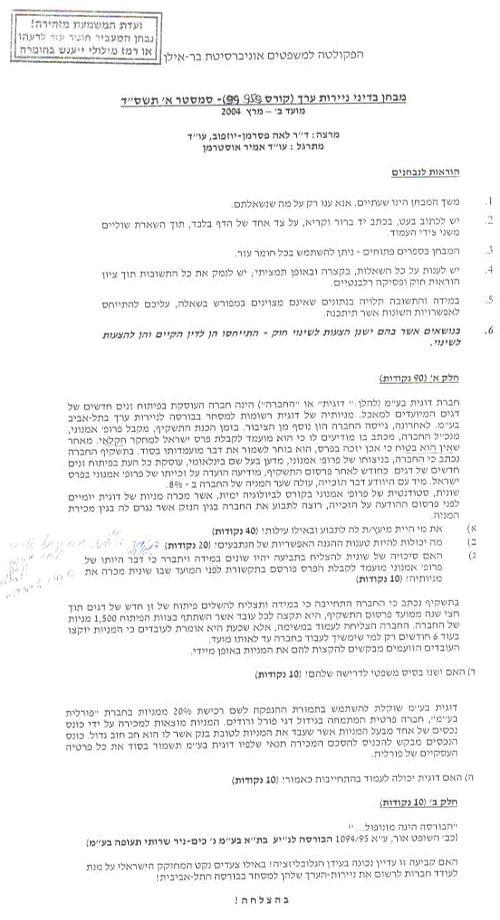 ועדת המשמעת מזהירה!
נבחן המעביר חומר עזר לרעהו
או רמז מילולי ייענש בחומרה
הפקולטה למשפטים אוניברסיטת בר-אילן
מבחן בדיני ניירות ערך (קורס 99-950) - סמסטר א' תשס"ד
מועד ב' – מרץ 2004
מרצה: ד"ר לאה פסרמן-יוזפוב, עו"ד
מתרגל: עו"ד אמיר אוסטרמן
הוראות לנבחנים
1. משך המבחן הינו שעתיים. אנא ענו רק על מה שנשאלתם.
2. יש לכתוב בעט, בכתב יד ברור וקריא, על צד אחד של הדף בלבד, תוך השארת שוליים
משני צידי העמוד.
3. המבחן בספרים פתוחים - ניתן להשתמש בכל חומר עזר.
4. יש לענות על כל השאלות, בקצרה ובאופן תמציתי; יש לנמק את כל התשובות תוך ציון
הוראות חוק ופסיקה רלבנטיים.
5. במידה והתשובה תלויה בנתונים שאינם מצוינים במפורש בשאלה, עליכם להתייחס
לאפשרויות השונות אשר תיתכנה.
6. בנושאים אשר בהם ישנן הצעות לשינוי חוק - התייחסו הן לדין הקיים והן להצעות
לשינוי.
חלק א' (90 נקודות)
חברת דוגית בע"מ (להלן: "דוגית" או "החברה") הינה חברה העוסקת בפיתוח זנים חדשים של
דגים המיועדים למאכל. מניותיה של דוגית רשומות למסחר בבורסה לניירות ערך בתל-אביב
בע"מ. לאחרונה, גייסה החברה הון נוסף מן הציבור. בזמן הכנת התשקיף, מקבל פרופ' אמנוני,
מנכ"ל החברה, מכתב בו מודיעים לו כי הוא מועמד לקבלת פרס ישראל למחקר חקלאי. מאחר
שאין הוא בטוח כי אכן יזכה בפרס, הוא בוחר לשמור את דבר מועמדותו בסוד. בתשקיף החברה
נכתב כי החברה, בניצוחו של פרופ' אמנוני, מדען בעל שם בינלאומי, עוסקת כל העת בפיתוח זנים
חדשים של דגים. כחודש לאחר פרסום התשקיף, מודיעה הועדה על זכייתו של פרופ' אמנוני בפרס
ישראל. מיד עם היוודע דבר הזכייה, עולה שער המניה של החברה ב - 8%.
שונית, סטודנטית של פרופ' אמנוני בקורס לביולוגיה ימית, אשר מכרה מניות של דוגית יומיים
לפני פרסום ההודעה על הזכייה, רוצה לתבוע את החברה בגין הנזק אשר נגרם לה בגין מכירת
המניה.
א) את מי היית מיעץ/ת לה לתבוע ובאילו עילות? (40 נקודות)
ב) מה יכולות להיות טענות ההגנה האפשריות של הנתבעים? (20 נקודות)
ג) האם סיכויה של שונית להצליח בתביעה יהיו שונים במידה ויתברר כי דבר היותו של
פרופ' אמנוני מועמד לקבלת הפרס פורסם בתקשורת לפני המועד שבו שונית מכרה את
מניותיה? (10 נקודות)
בתשקיף נכתב כי החברה התחייבה כי במידה ותצליח להשלים פיתוח של זן חדש של דגים תוך
חצי שנה ממועד פרסום התשקיף, היא תקצה לכל עובד אשר השתתף בצוות הפיתוח 1,500 מניות
של החברה. החברה הצליחה לעמוד במשימה, אלא שכעת היא אומרת לעובדים כי המניות יוקצו
בעוד 6 חודשים רק למי שימשיך לעבוד בחברה עד לאותו מועד.
העובדים הזועמים מבקשים להקצות להם את המניות באופן מיידי.
ד) האם ישנו בסיס משפטי לדרישה שלהם? (10 נקודות)
דוגית בע"מ שוקלת להשתמש בתמורת ההנפקה לשם רכישת 20% ממניות בחברת "פורלית
בע"מ", חברה פרטית המתמחה בגידול דגי פורל ורודים. המניות מוצאות למכירה על ידי כונס
נכסים של אחד מבעל המניות אשר שעבד את המניות לטובת בנק אשר לו הוא חב חוב גדול. כונס
הנכסים מבקש להכניס להסכם המכירה תנאי שלפיו דוגית בע"מ תשמור בסוד את כל פרטיה
העסקיים של פורלית.
ה) האם דוגית יכולה לעמוד בהתחייבות כאמור? (10 נקודות)
חלק ב' (10 נקודות)
"הבורסה הינה מונופול..."
(כב' השופט אור, ע"א 1094/95 הבורסה לני"ע בת"א בע"מ נ' כים-ניר שרותי תעופה בע"מ)
האם קביעה זו עדיין נכונה בעידן הגלובליזציה? באילו צעדים נקט המחוקק הישראלי על מנת
לעודד חברות לרשום את ניירות-הערך שלהן למסחר בבורסה התל-אביבית?
בהצלחה!